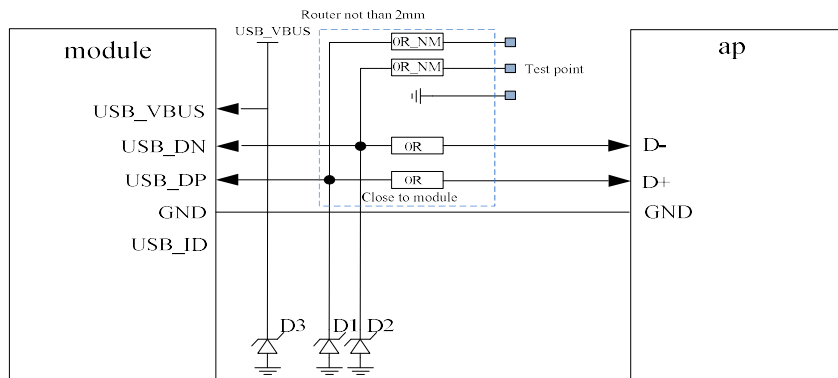 Router not than 2mm
USB_VBUS
module
ap
0R_NM
0R_NM
Test point
USB_VBUS
USB_DN
0R
D-
USB_DP
0R
D+
Close to module
GND
GND
USB_ID
D3
D1
D2